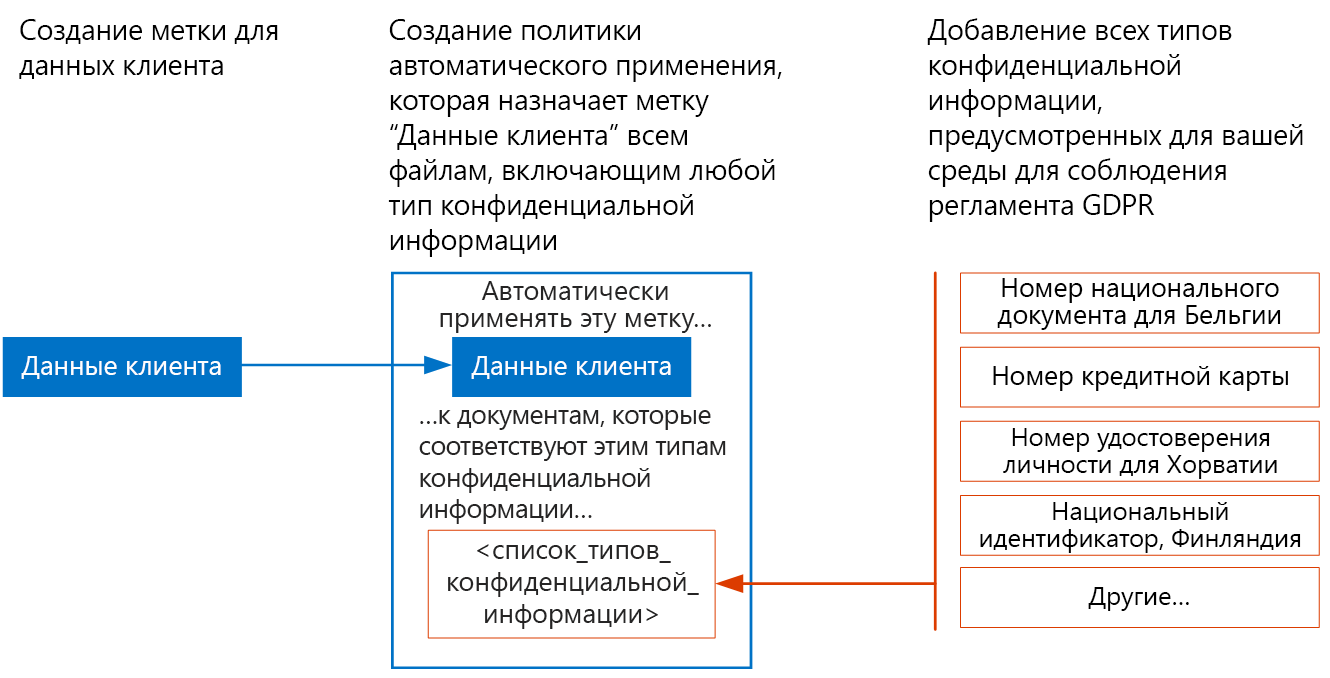 Создание метки для
данных клиента
Создание политики
автоматического применения,
которая назначает метку
“Данные клиента” всем
файлам, включающим любой
тип конфиденциальной
информации
Добавление всех типов
конфиденциальной
информации,
предусмотренных для вашей
среды для соблюдения
регламента GDPR
Данные клиента
Автоматически
применять эту метку...
Данные клиента
...к документам, которые
соответствуют этим типам
конфиденциальной
информации...
<список_типов_
конфиденциальной_
информации>
Номер национального
документа для Бельгии
Номер кредитной карты
Номер удостоверения
личности для Хорватии
Национальный
идентификатор, Финляндия
Другие...